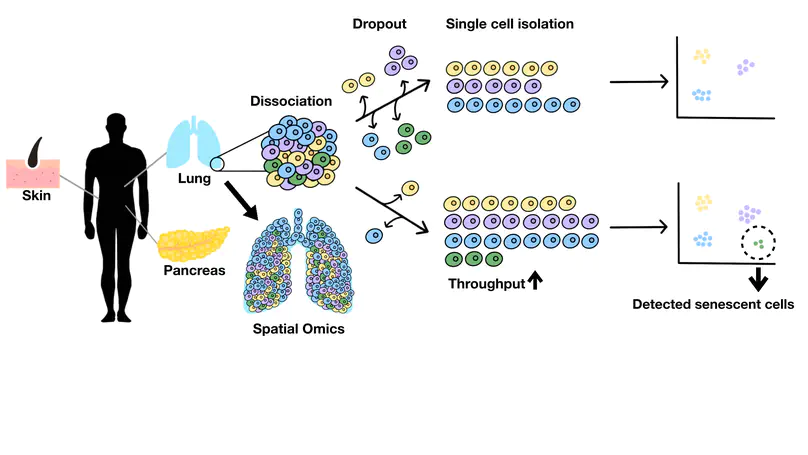 Dropout
Single cell isolation
Dissociation
Lung
Skin
Pancreas
Spatial Omics
Throughput
Detected senescent cells